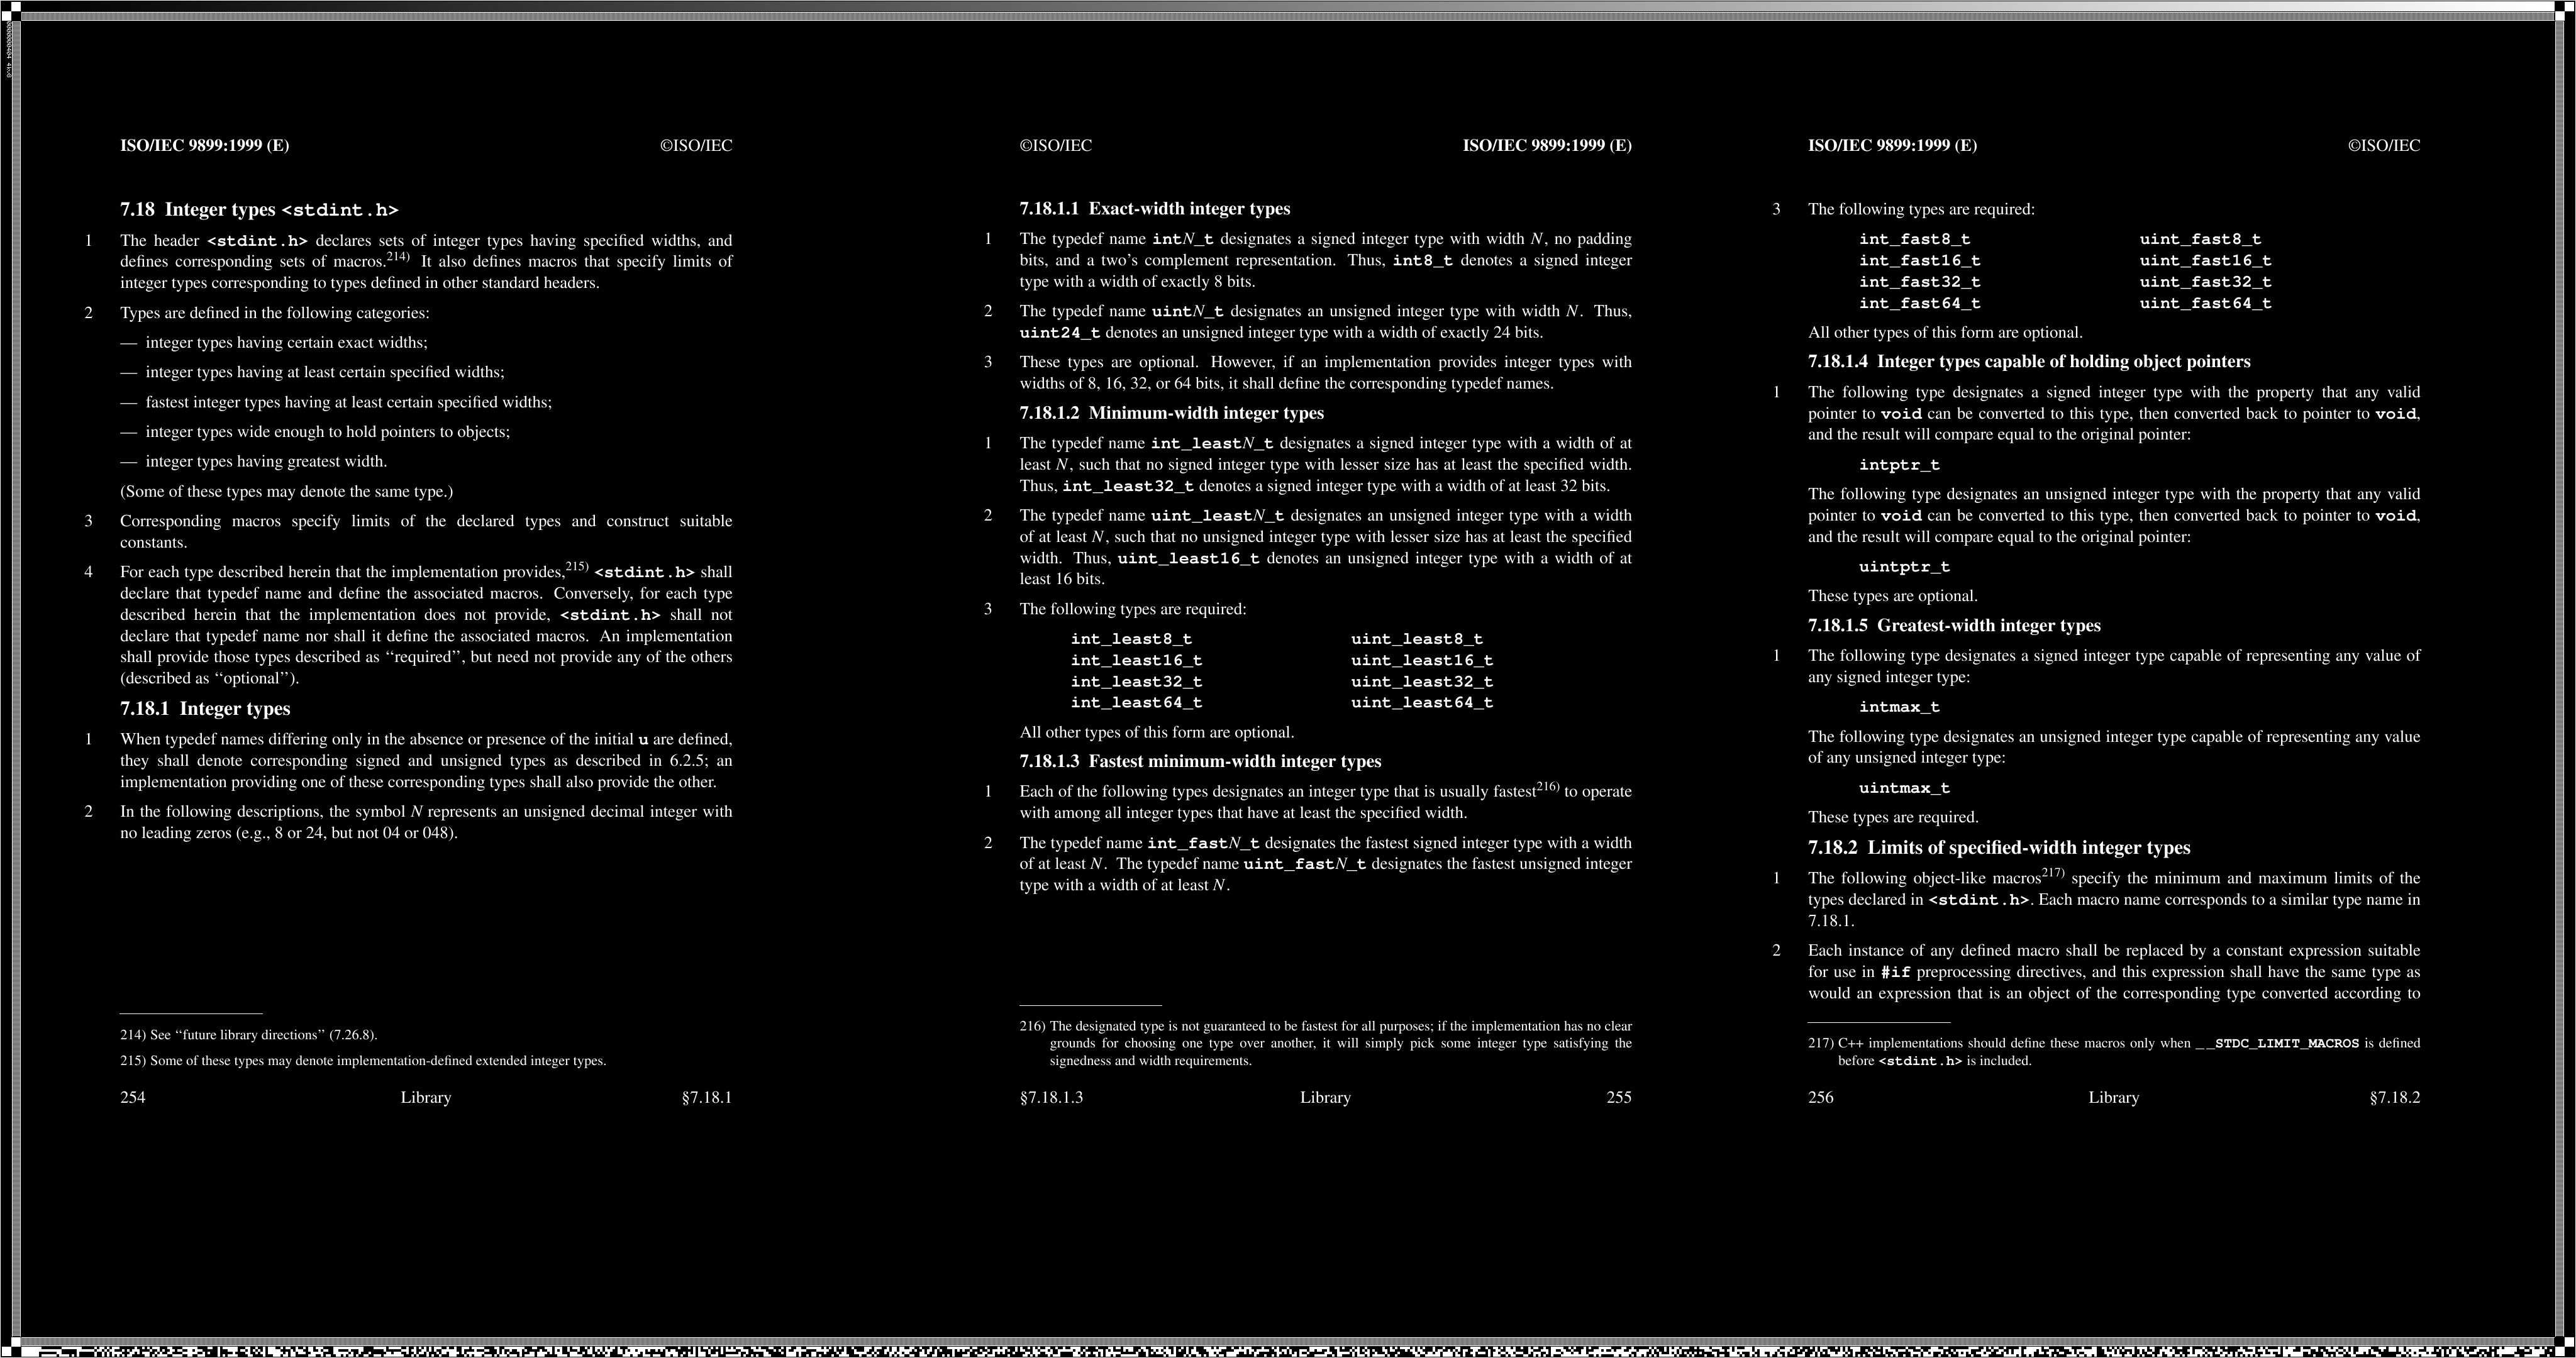 ISO/IEC 9899:1999 (E) ©ISO/IEC
7.18 Integer types <stdint.h>
1 The header <stdint.h> declares sets of integer types having specified widths, and
defines corresponding sets of macros.214) It also defines macros that specify limits of
integer types corresponding to types defined in other standard headers.
2 Types are defined in the following categories:
— integer types having certain exact widths;
— integer types having at least certain specified widths;
— fastest integer types having at least certain specified widths;
— integer types wide enough to hold pointers to objects;
— integer types having greatest width.
(Some of these types may denote the same type.)
3 Corresponding macros specify limits of the declared types and construct suitable
constants.
4 For each type described herein that the implementation provides,215) <stdint.h> shall
declare that typedef name and define the associated macros. Conversely, for each type
described herein that the implementation does not provide, <stdint.h> shall not
declare that typedef name nor shall it define the associated macros. An implementation
shall provide those types described as ‘‘required’’, but need not provide any of the others
(described as ‘‘optional’’).
7.18.1 Integer types
1 When typedef names differing only in the absence or presence of the initial u are defined,
they shall denote corresponding signed and unsigned types as described in 6.2.5; an
implementation providing one of these corresponding types shall also provide the other.
2 In the following descriptions, the symbol N represents an unsigned decimal integer with
no leading zeros (e.g., 8 or 24, but not 04 or 048).
214) See ‘‘future library directions’’ (7.26.8).
215) Some of these types may denote implementation-defined extended integer types.
254 Library §7.18.1
©ISO/IEC ISO/IEC 9899:1999 (E)
7.18.1.1 Exact-width integer types
1 The typedef name intN_t designates a signed integer type with width N, no padding
bits, and a two’s complement representation. Thus, int8_t denotes a signed integer
type with a width of exactly 8 bits.
2 The typedef name uintN_t designates an unsigned integer type with width N. Thus,
uint24_t denotes an unsigned integer type with a width of exactly 24 bits.
3 These types are optional. However, if an implementation provides integer types with
widths of 8, 16, 32, or 64 bits, it shall define the corresponding typedef names.
7.18.1.2 Minimum-width integer types
1 The typedef name int_leastN_t designates a signed integer type with a width of at
least N, such that no signed integer type with lesser size has at least the specified width.
Thus, int_least32_t denotes a signed integer type with a width of at least 32 bits.
2 The typedef name uint_leastN_t designates an unsigned integer type with a width
of at least N, such that no unsigned integer type with lesser size has at least the specified
width. Thus, uint_least16_t denotes an unsigned integer type with a width of at
least 16 bits.
3 The following types are required:
int_least8_t uint_least8_t
int_least16_t uint_least16_t
int_least32_t uint_least32_t
int_least64_t uint_least64_t
All other types of this form are optional.
7.18.1.3 Fastest minimum-width integer types
1 Each of the following types designates an integer type that is usually fastest216) to operate
with among all integer types that have at least the specified width.
2 The typedef name int_fastN_t designates the fastest signed integer type with a width
of at least N. The typedef name uint_fastN_t designates the fastest unsigned integer
type with a width of at least N.
216) The designated type is not guaranteed to be fastest for all purposes; if the implementation has no clear
grounds for choosing one type over another, it will simply pick some integer type satisfying the
signedness and width requirements.
§7.18.1.3 Library 255
ISO/IEC 9899:1999 (E) ©ISO/IEC
3 The following types are required:
int_fast8_t uint_fast8_t
int_fast16_t uint_fast16_t
int_fast32_t uint_fast32_t
int_fast64_t uint_fast64_t
All other types of this form are optional.
7.18.1.4 Integer types capable of holding object pointers
1 The following type designates a signed integer type with the property that any valid
pointer to void can be converted to this type, then converted back to pointer to void,
and the result will compare equal to the original pointer:
intptr_t
The following type designates an unsigned integer type with the property that any valid
pointer to void can be converted to this type, then converted back to pointer to void,
and the result will compare equal to the original pointer:
uintptr_t
These types are optional.
7.18.1.5 Greatest-width integer types
1 The following type designates a signed integer type capable of representing any value of
any signed integer type:
intmax_t
The following type designates an unsigned integer type capable of representing any value
of any unsigned integer type:
uintmax_t
These types are required.
7.18.2 Limits of specified-width integer types
1 The following object-like macros217) specify the minimum and maximum limits of the
types declared in <stdint.h>. Each macro name corresponds to a similar type name in
7.18.1.
2 Each instance of any defined macro shall be replaced by a constant expression suitable
for use in #if preprocessing directives, and this expression shall have the same type as
would an expression that is an object of the corresponding type converted according to
217) C++ implementations should define these macros only when __STDC_LIMIT_MACROS is defined
before <stdint.h> is included.
256 Library §7.18.2